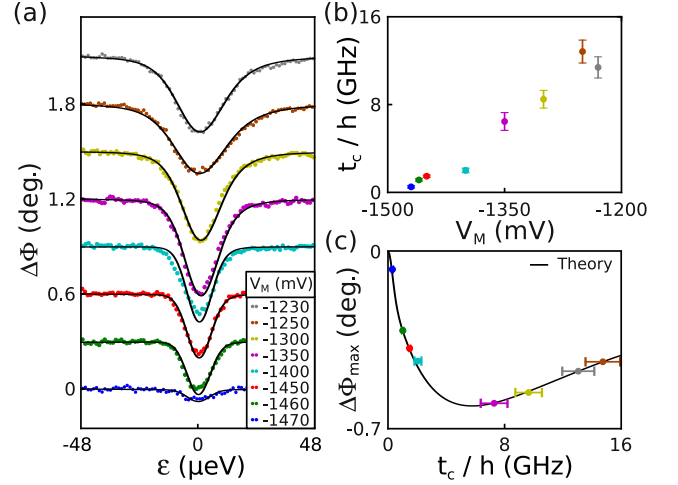 (a)
ΔΦ (deg.)
1.8
1.2
0.6
0
-48
0
48
ε (μeV)
V_M (mV)
-1230
-1250
-1300
-1350
-1400
-1450
-1460
-1470
(b)
t_c / h (GHz)
16
8
0
-1500
-1350
-1200
V_M (mV)
(c)
ΔΦ_max (deg.)
0
-0.7
Theory
0
8
16
t_c / h (GHz)